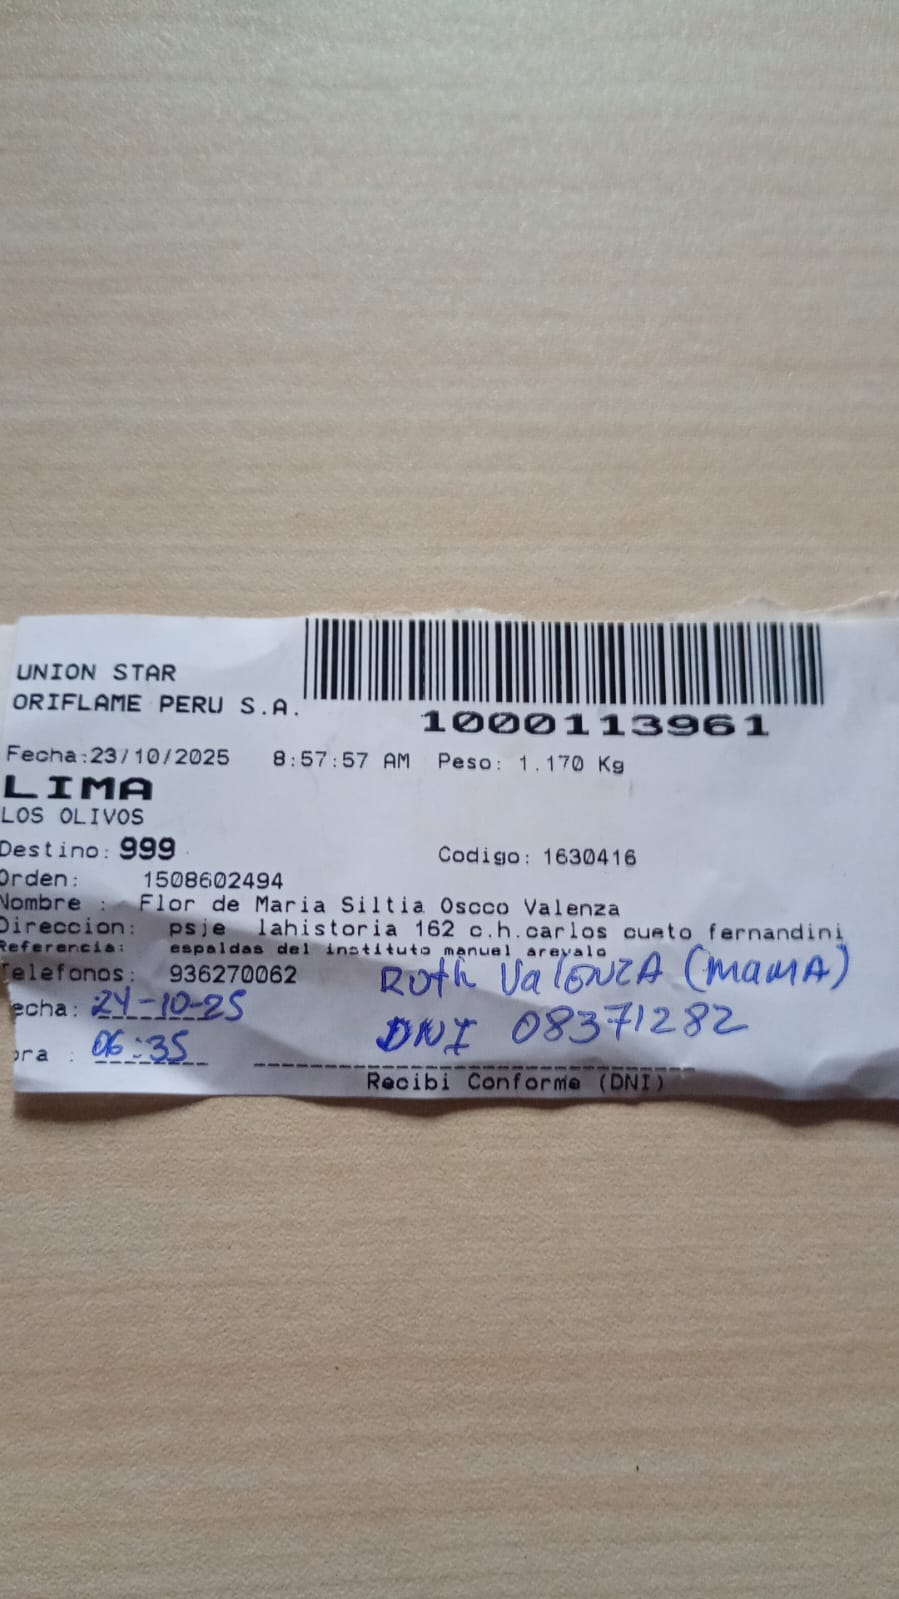 UNION STAR
ORIFLAME PERU S.A.
1000113961
Fecha:23/10/2025 8:57:57 AM Peso: 1.170 Kg
LIMA
LOS OLIVOS
Destino: 999 Codigo: 1630416
Orden: 1508602494
Nombre : Flor de Maria Siltia Oscco Valenza
Direccion: psje lahistoria 162 c.h.carlos cueto fernandini
Referencia: espaldas del instituto manuel arevalo
Telefonos: 936270062 Ruth Valenza (mamA)
echa: 24-10-25 DNI 08371282
ora : 06:35
Recibi Conforme (DNI)